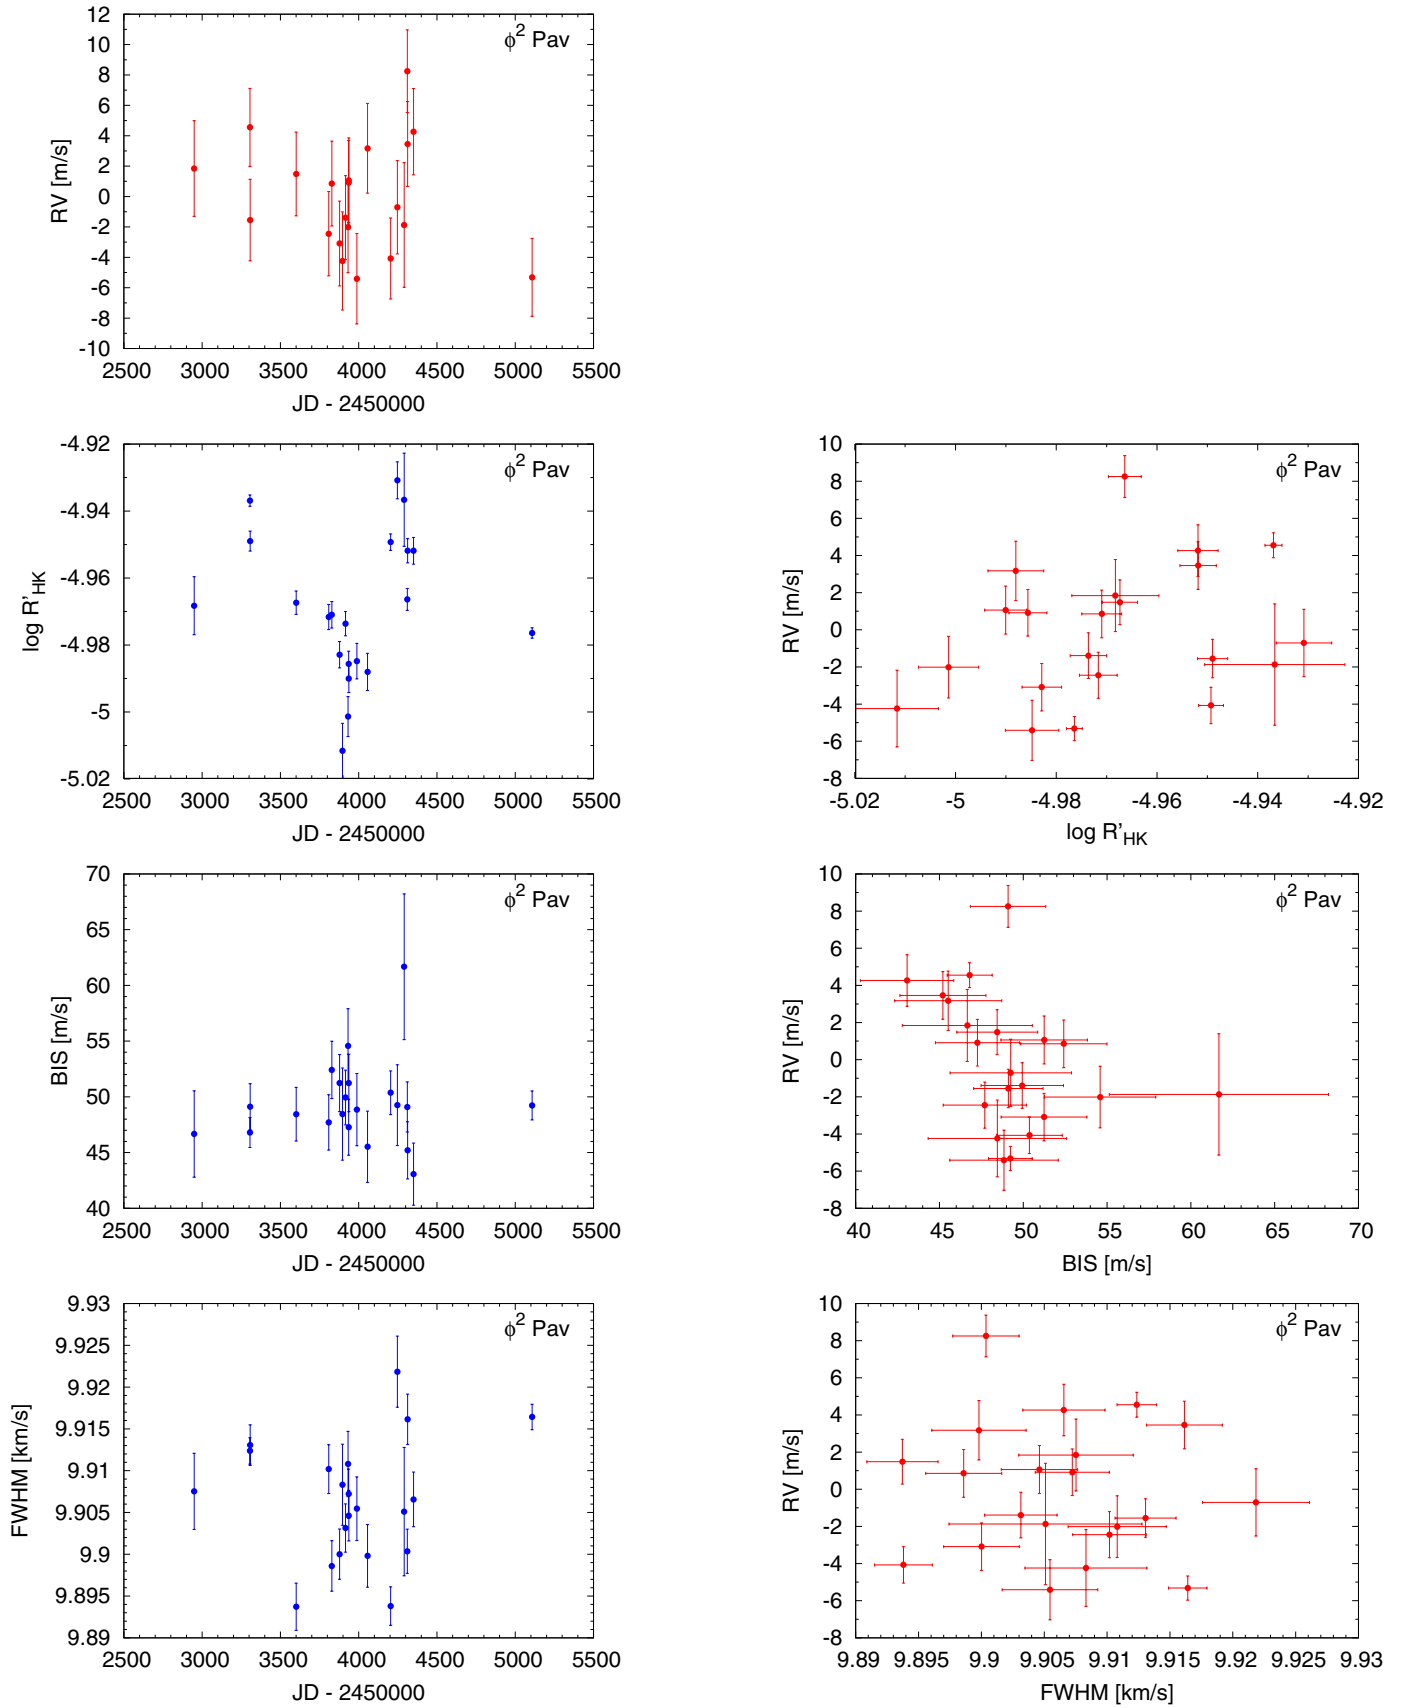 12
10
8
6
4
2
0
-2
-4
-6
-8
-10
RV [m/s]
φ² Pav
2500 3000 3500 4000 4500 5000 5500
JD - 2450000
-4.92
-4.94
-4.96
-4.98
-5
-5.02
log R'HK
φ² Pav
2500 3000 3500 4000 4500 5000 5500
JD - 2450000
10
8
6
4
2
0
-2
-4
-6
-8
RV [m/s]
φ² Pav
-5.02 -5 -4.98 -4.96 -4.94 -4.92
log R'HK
70
65
60
55
50
45
40
BIS [m/s]
φ² Pav
2500 3000 3500 4000 4500 5000 5500
JD - 2450000
10
8
6
4
2
0
-2
-4
-6
-8
RV [m/s]
φ² Pav
40 45 50 55 60 65 70
BIS [m/s]
9.93
9.925
9.92
9.915
9.91
9.905
9.9
9.895
9.89
FWHM [km/s]
φ² Pav
2500 3000 3500 4000 4500 5000 5500
JD - 2450000
10
8
6
4
2
0
-2
-4
-6
-8
RV [m/s]
φ² Pav
9.89 9.895 9.9 9.905 9.91 9.915 9.92 9.925 9.93
FWHM [km/s]